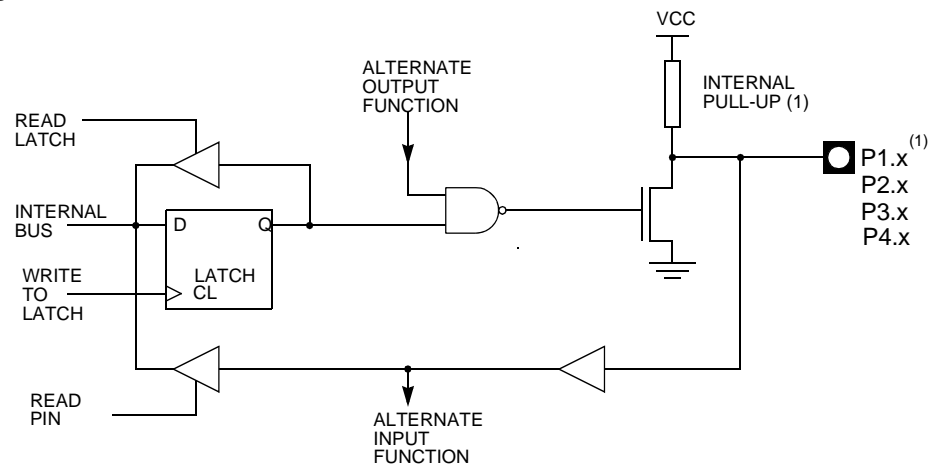 VCC
ALTERNATE
OUTPUT
FUNCTION
INTERNAL
PULL-UP (1)
READ
LATCH
P1.x(1)
P2.x
P3.x
P4.x
INTERNAL
BUS
D
Q
LATCH
CL
WRITE
TO
LATCH
READ
PIN
ALTERNATE
INPUT
FUNCTION